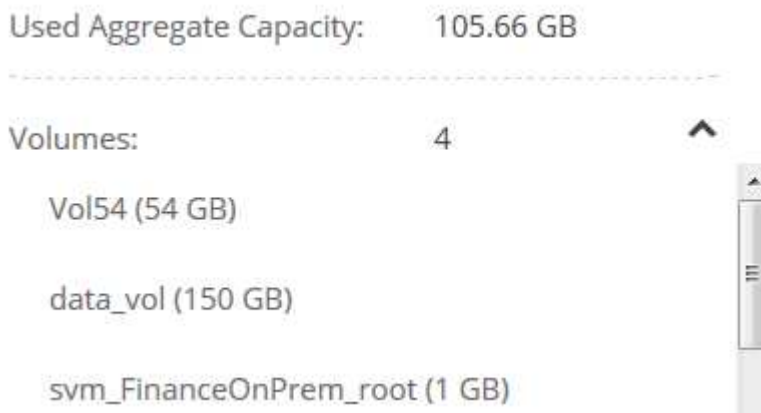 Used Aggregate Capacity: 105.66 GB
Volumes: 4
Vol54 (54 GB)
data_vol (150 GB)
svm_FinanceOnPrem_root (1 GB)